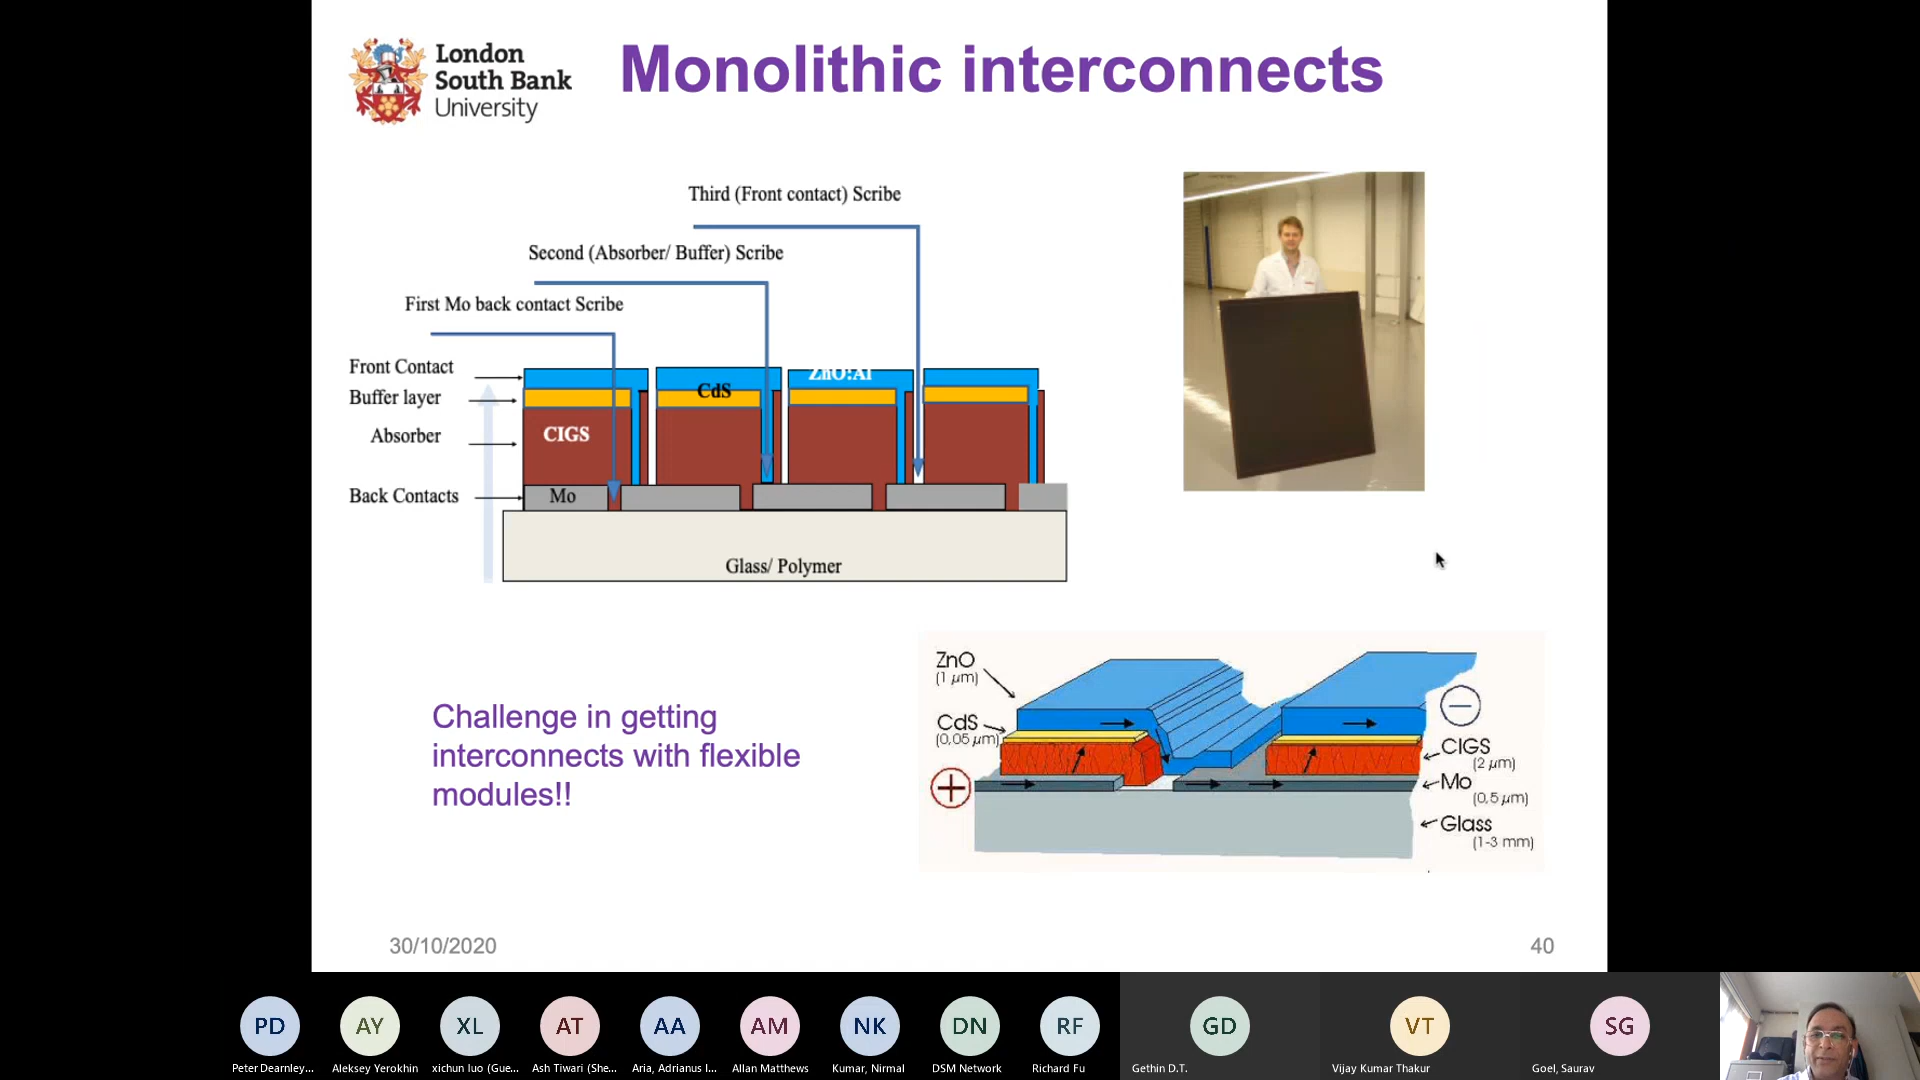 London
South Bank
University
Monolithic interconnects
Third (Front contact) Scribe
Second (Absorber/ Buffer) Scribe
First Mo back contact Scribe
Front Contact
Buffer layer
Absorber
Back Contacts
CdS
ZnO:Al
CIGS
Mo
Glass/ Polymer
Challenge in getting
interconnects with flexible
modules!!
ZnO
(1 µm)
CdS
(0,05 µm)
CIGS
(2 µm)
Mo
(0,5 µm)
Glass
(1-3 mm)
+
−
30/10/2020
40
PD
AY
XL
AT
AA
AM
NK
DN
RF
GD
VT
SG
Peter Dearnley...
Aleksey Yerokhin
xichun luo (Gue...
Ash Tiwari (She...
Aria, Adrianus I...
Allan Matthews
Kumar, Nirmal
DSM Network
Richard Fu
Gethin D.T.
Vijay Kumar Thakur
Goel, Saurav